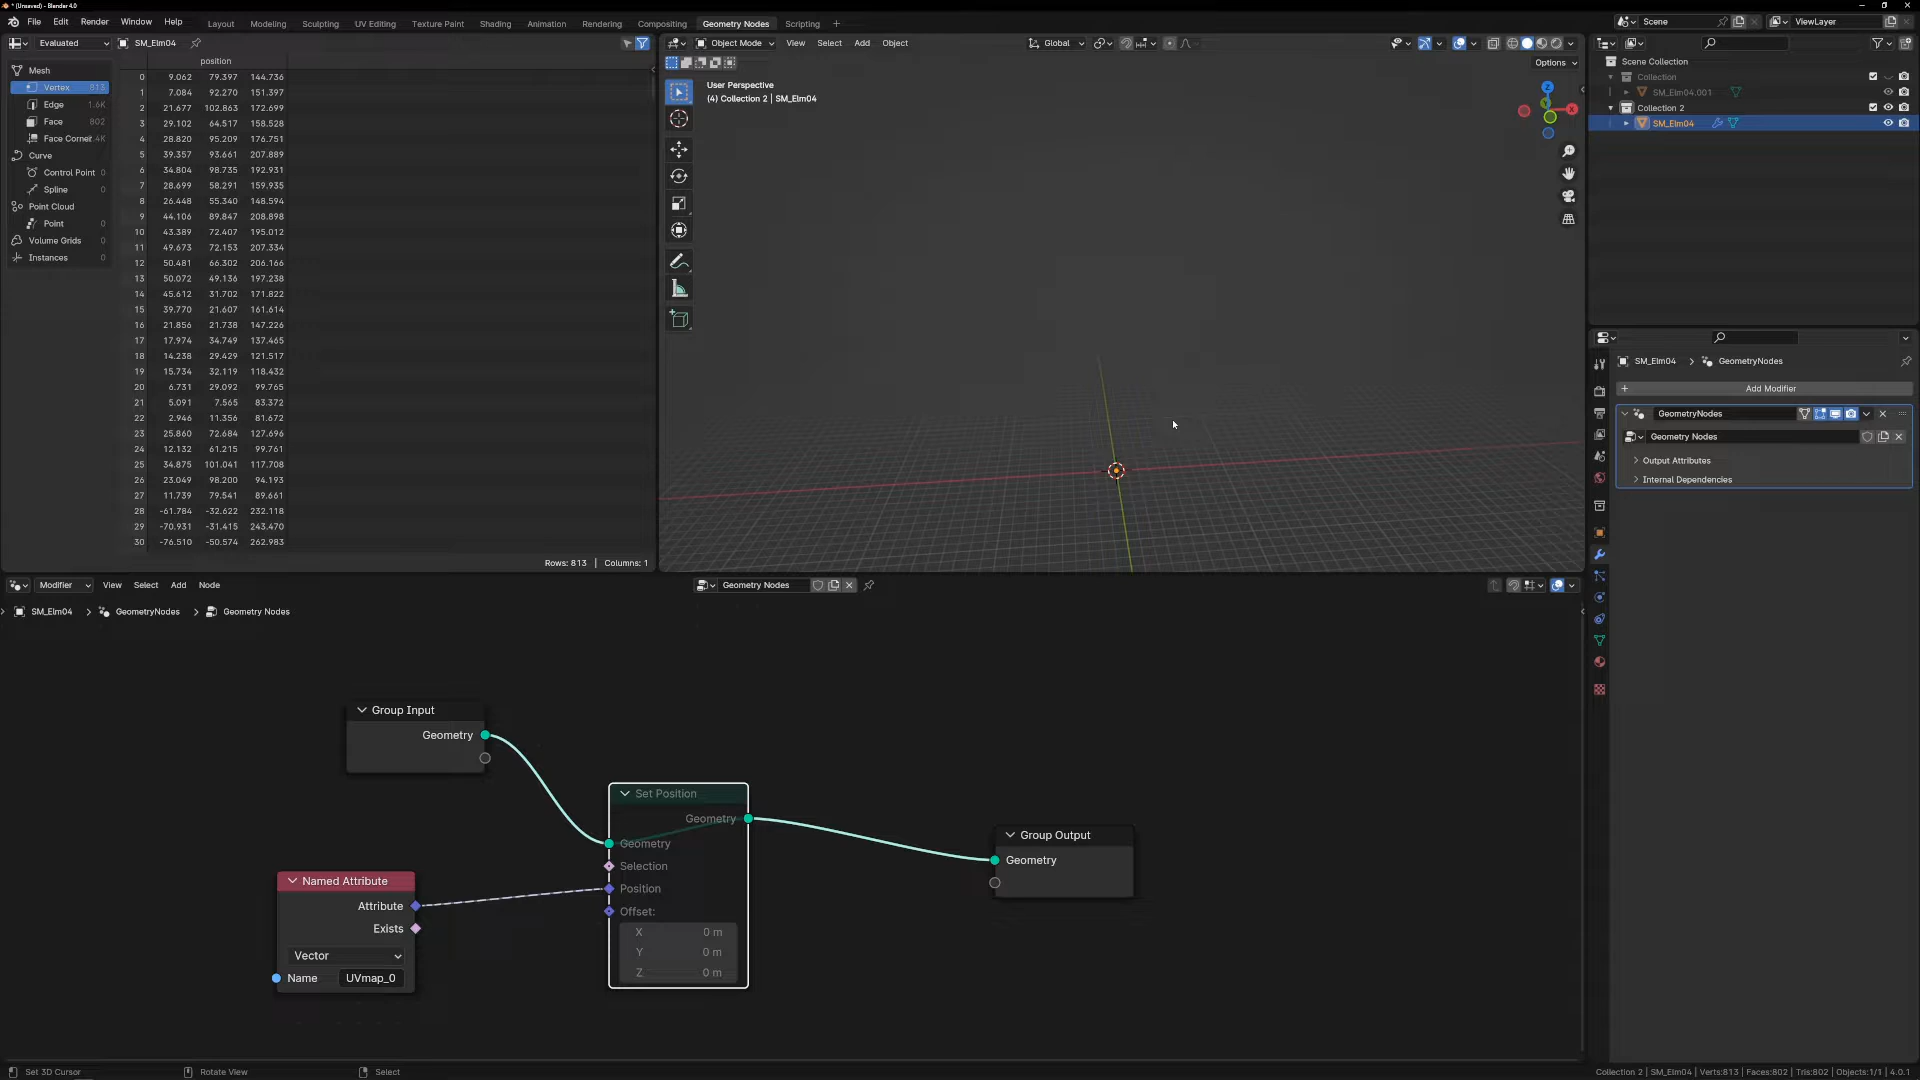 * (Unsaved) - Blender 4.0
File Edit Render Window Help Layout Modeling Sculpting UV Editing Texture Paint Shading Animation Rendering Compositing Geometry Nodes Scripting + Scene ViewLayer
Evaluated SM_Elm04
Object Mode View Select Add Object Global
Options
position
Mesh
Vertex 813
Edge 1.6K
Face 802
Face Corner 2.4K
Curve
Control Point 0
Spline 0
Point Cloud
Point 0
Volume Grids 0
Instances 0
0 9.062 79.397 144.736
1 7.084 92.270 151.397
2 21.677 102.863 172.699
3 29.102 64.517 158.528
4 28.820 95.209 176.751
5 39.357 93.661 207.889
6 34.804 98.735 192.931
7 28.699 58.291 159.935
8 26.448 55.340 148.594
9 44.106 89.847 208.898
10 43.389 72.407 195.012
11 49.673 72.153 207.334
12 50.481 66.302 206.166
13 50.072 49.136 197.238
14 45.612 31.702 171.822
15 39.770 21.607 161.614
16 21.856 21.738 147.226
17 17.974 34.749 137.465
18 14.238 29.429 121.517
19 15.734 32.119 118.432
20 6.731 29.092 99.765
21 5.091 7.565 83.372
22 2.946 11.356 81.672
23 25.860 72.684 127.696
24 12.132 61.215 99.761
25 34.875 101.041 117.708
26 23.049 98.200 94.193
27 11.739 79.541 89.661
28 -61.784 -32.622 232.118
29 -70.931 -31.415 243.470
30 -76.510 -50.574 262.983
Rows: 813 | Columns: 1
User Perspective
(4) Collection 2 | SM_Elm04
Z
X
Scene Collection
Collection
SM_Elm04.001
Collection 2
SM_Elm04
SM_Elm04 > GeometryNodes
Add Modifier
GeometryNodes
Geometry Nodes
Output Attributes
Internal Dependencies
Modifier View Select Add Node Geometry Nodes
SM_Elm04 > GeometryNodes > Geometry Nodes
Group Input
Geometry
Set Position
Geometry
Geometry
Selection
Position
Offset:
X 0 m
Y 0 m
Z 0 m
Named Attribute
Attribute
Exists
Vector
Name UVmap_0
Group Output
Geometry
Set 3D Cursor Rotate View Select
Collection 2 | SM_Elm04 | Verts:813 | Faces:802 | Tris:802 | Objects:1/1 | 4.0.1